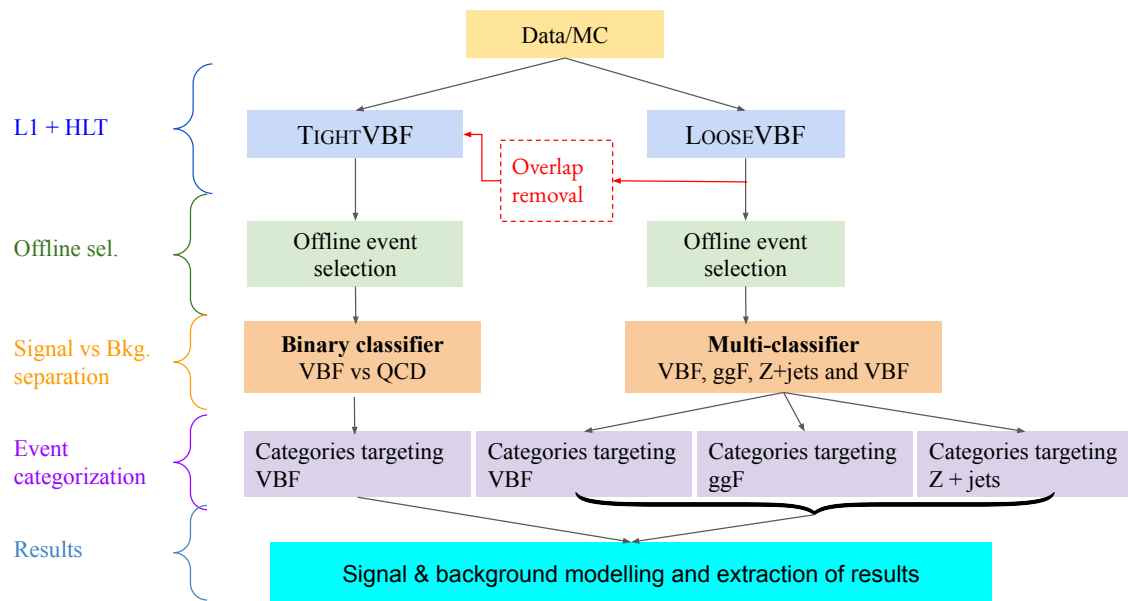 Data/MC
L1 + HLT
TIGHTVBF
LOOSEVBF
Overlap
removal
Offline sel.
Offline event
selection
Offline event
selection
Signal vs Bkg.
separation
Binary classifier
VBF vs QCD
Multi-classifier
VBF, ggF, Z+jets and VBF
Event
categorization
Categories targeting
VBF
Categories targeting
VBF
Categories targeting
ggF
Categories targeting
Z + jets
Results
Signal & background modelling and extraction of results